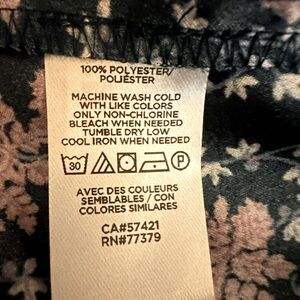 100% POLYESTER/
POLIÉSTER
MACHINE WASH COLD
WITH LIKE COLORS
ONLY NON-CHLORINE
BLEACH WHEN NEEDED
TUMBLE DRY LOW
COOL IRON WHEN NEEDED
30 P
AVEC DES COULEURS
SEMBLABLES / CON
COLORES SIMILARES
CA#57421
RN#77379